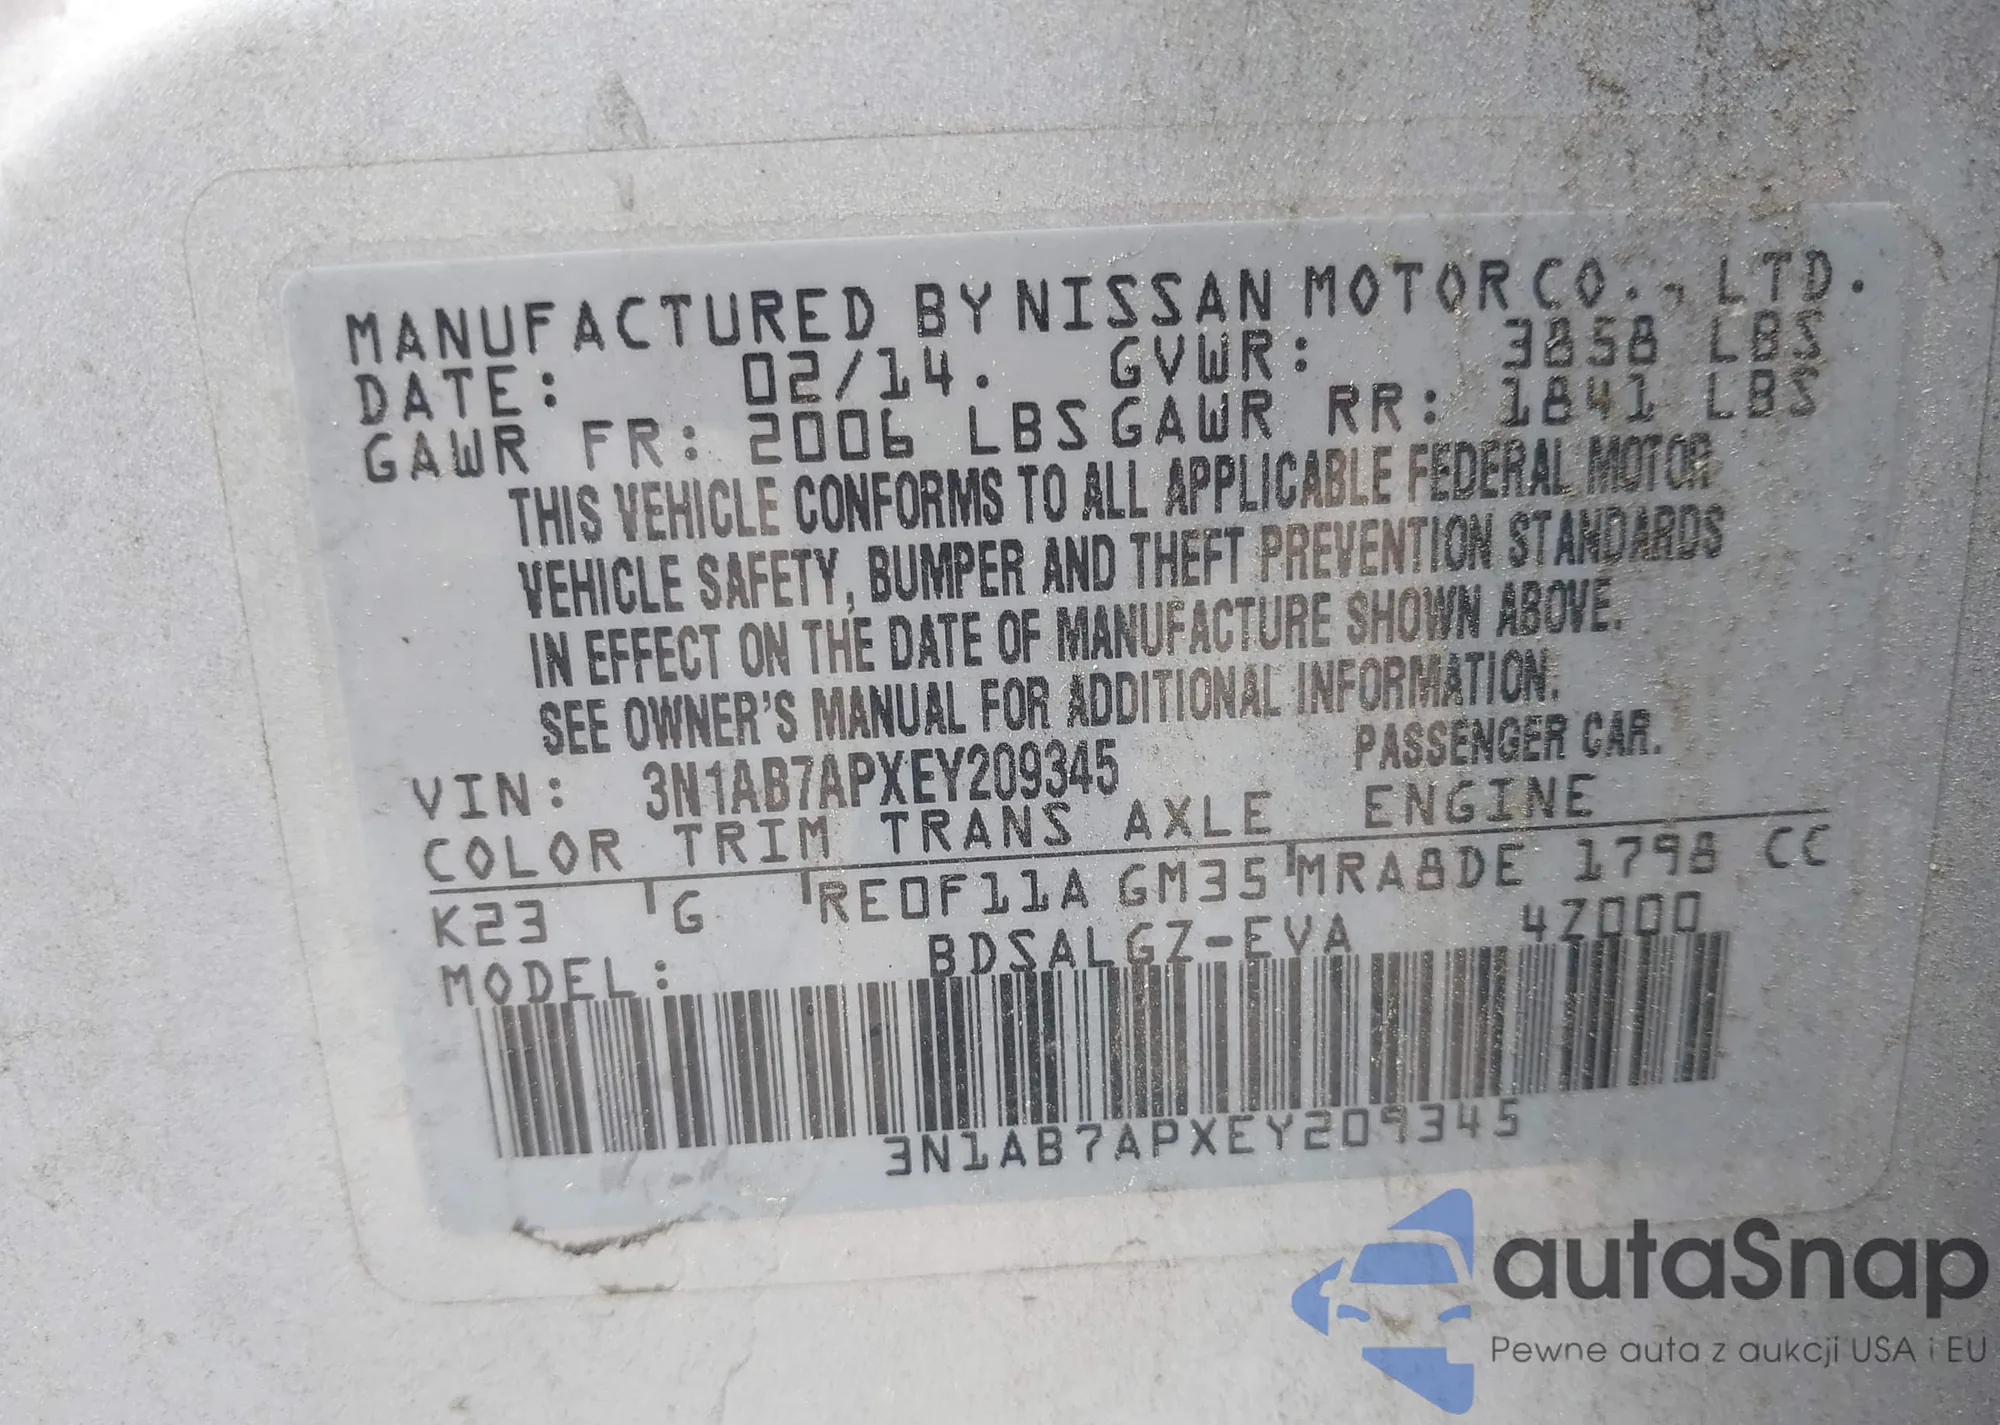 MANUFACTURED BY NISSAN MOTOR CO., LTD.
DATE: 02/14. GVWR: 3858 LBS
GAWR FR: 2006 LBS GAWR RR: 1841 LBS
THIS VEHICLE CONFORMS TO ALL APPLICABLE FEDERAL MOTOR
VEHICLE SAFETY, BUMPER AND THEFT PREVENTION STANDARDS
IN EFFECT ON THE DATE OF MANUFACTURE SHOWN ABOVE.
SEE OWNER'S MANUAL FOR ADDITIONAL INFORMATION.
VIN: 3N1AB7APXEY209345 PASSENGER CAR.
COLOR TRIM TRANS AXLE ENGINE
K23 G RE0F11A GM35 MRA8DE 1798 CC
MODEL: BDSALGZ-EVA 4Z000
3N1AB7APXEY209345
autaSnap
Pewne auta z aukcji USA i EU